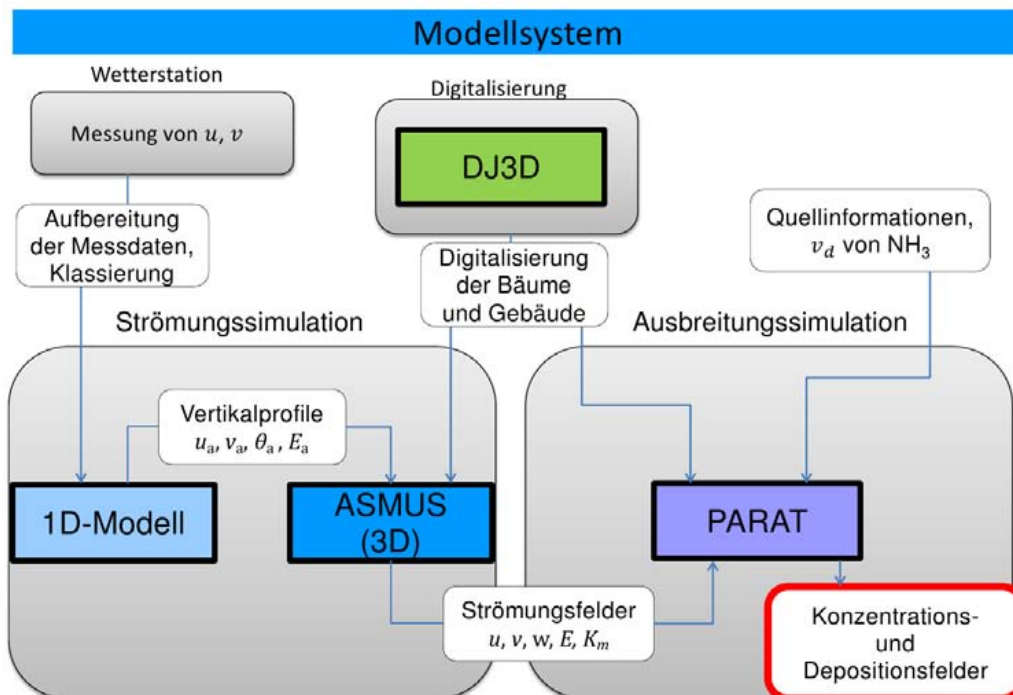 Modellsystem
Wetterstation
Messung von u, v
Digitalisierung
DJ3D
Aufbereitung
der Messdaten,
Klassierung
Digitalisierung
der Bäume
und Gebäude
Quellinformationen,
v_d von NH₃
Strömungssimulation
Ausbreitungssimulation
Vertikalprofile
u_a, v_a, θ_a, E_a
1D-Modell
ASMUS
(3D)
PARAT
Strömungsfelder
u, v, w, E, K_m
Konzentrations-
und
Depositionsfelder